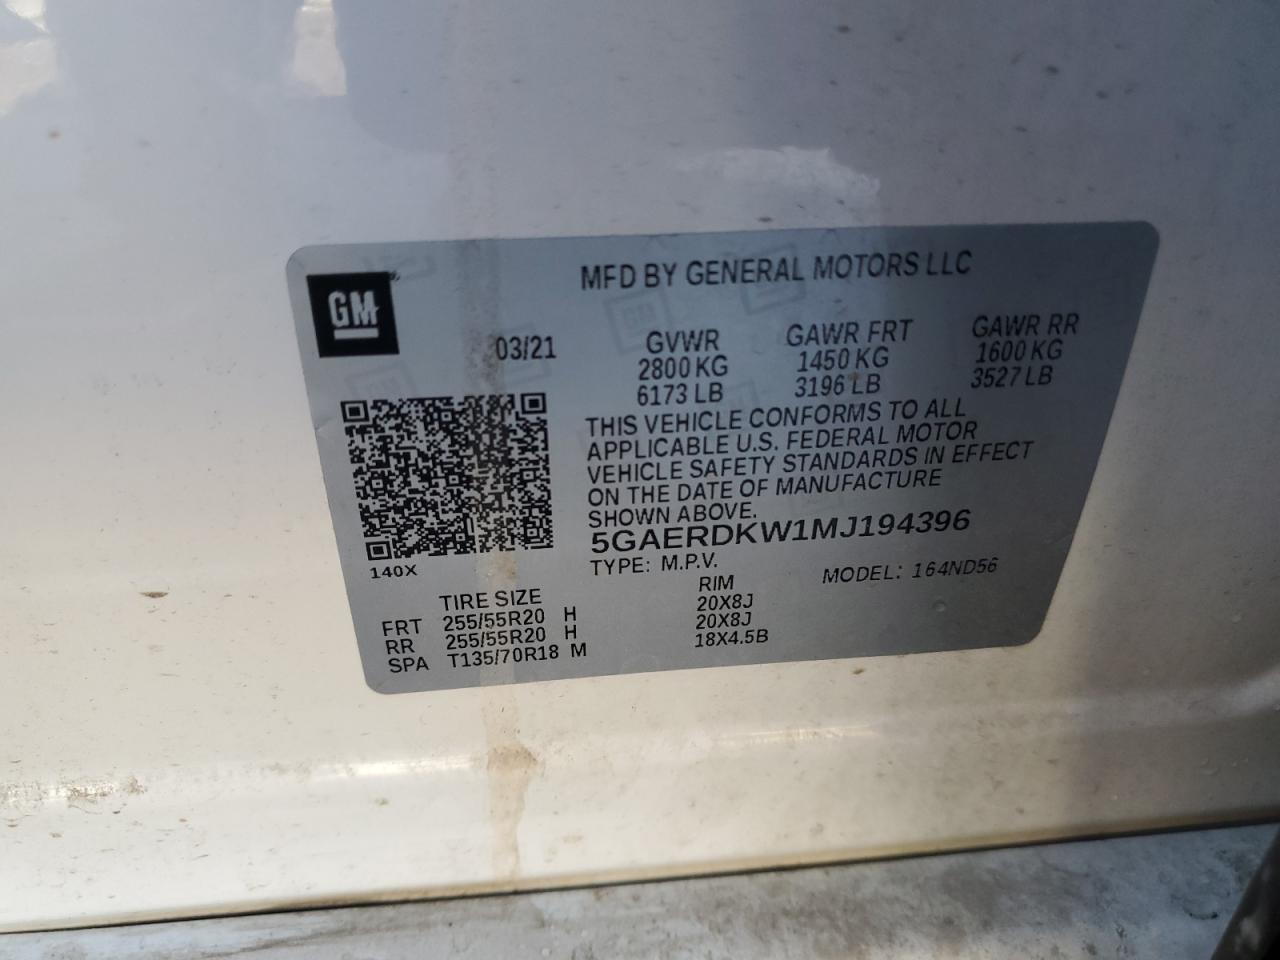 GM
MFD BY GENERAL MOTORS LLC
03/21
GVWR GAWR FRT GAWR RR
2800 KG 1450 KG 1600 KG
6173 LB 3196 LB 3527 LB
THIS VEHICLE CONFORMS TO ALL
APPLICABLE U.S. FEDERAL MOTOR
VEHICLE SAFETY STANDARDS IN EFFECT
ON THE DATE OF MANUFACTURE
SHOWN ABOVE.
5GAERDKW1MJ194396
140X
TYPE: M.P.V. MODEL: 164ND56
TIRE SIZE RIM
FRT 255/55R20 H 20X8J
RR 255/55R20 H 20X8J
SPA T135/70R18 M 18X4.5B